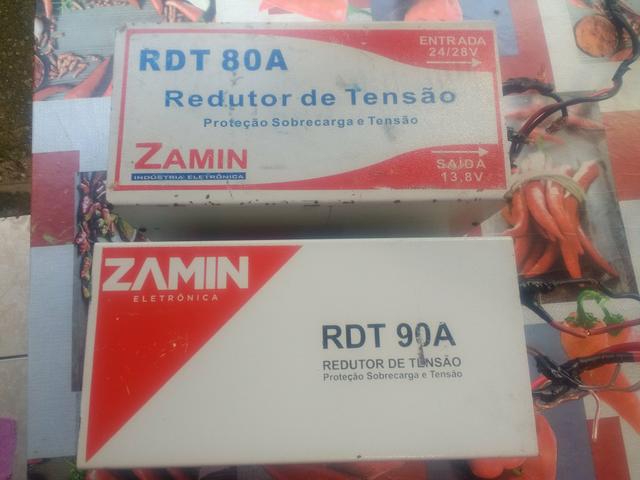 RDT 80A
ENTRADA
24/28V
Redutor de Tensão
Proteção Sobrecarga e Tensão
ZAMIN
INDÚSTRIA ELETRÔNICA
SAÍDA
13,8V
ZAMIN
ELETRÔNICA
RDT 90A
REDUTOR DE TENSÃO
Proteção Sobrecarga e Tensão